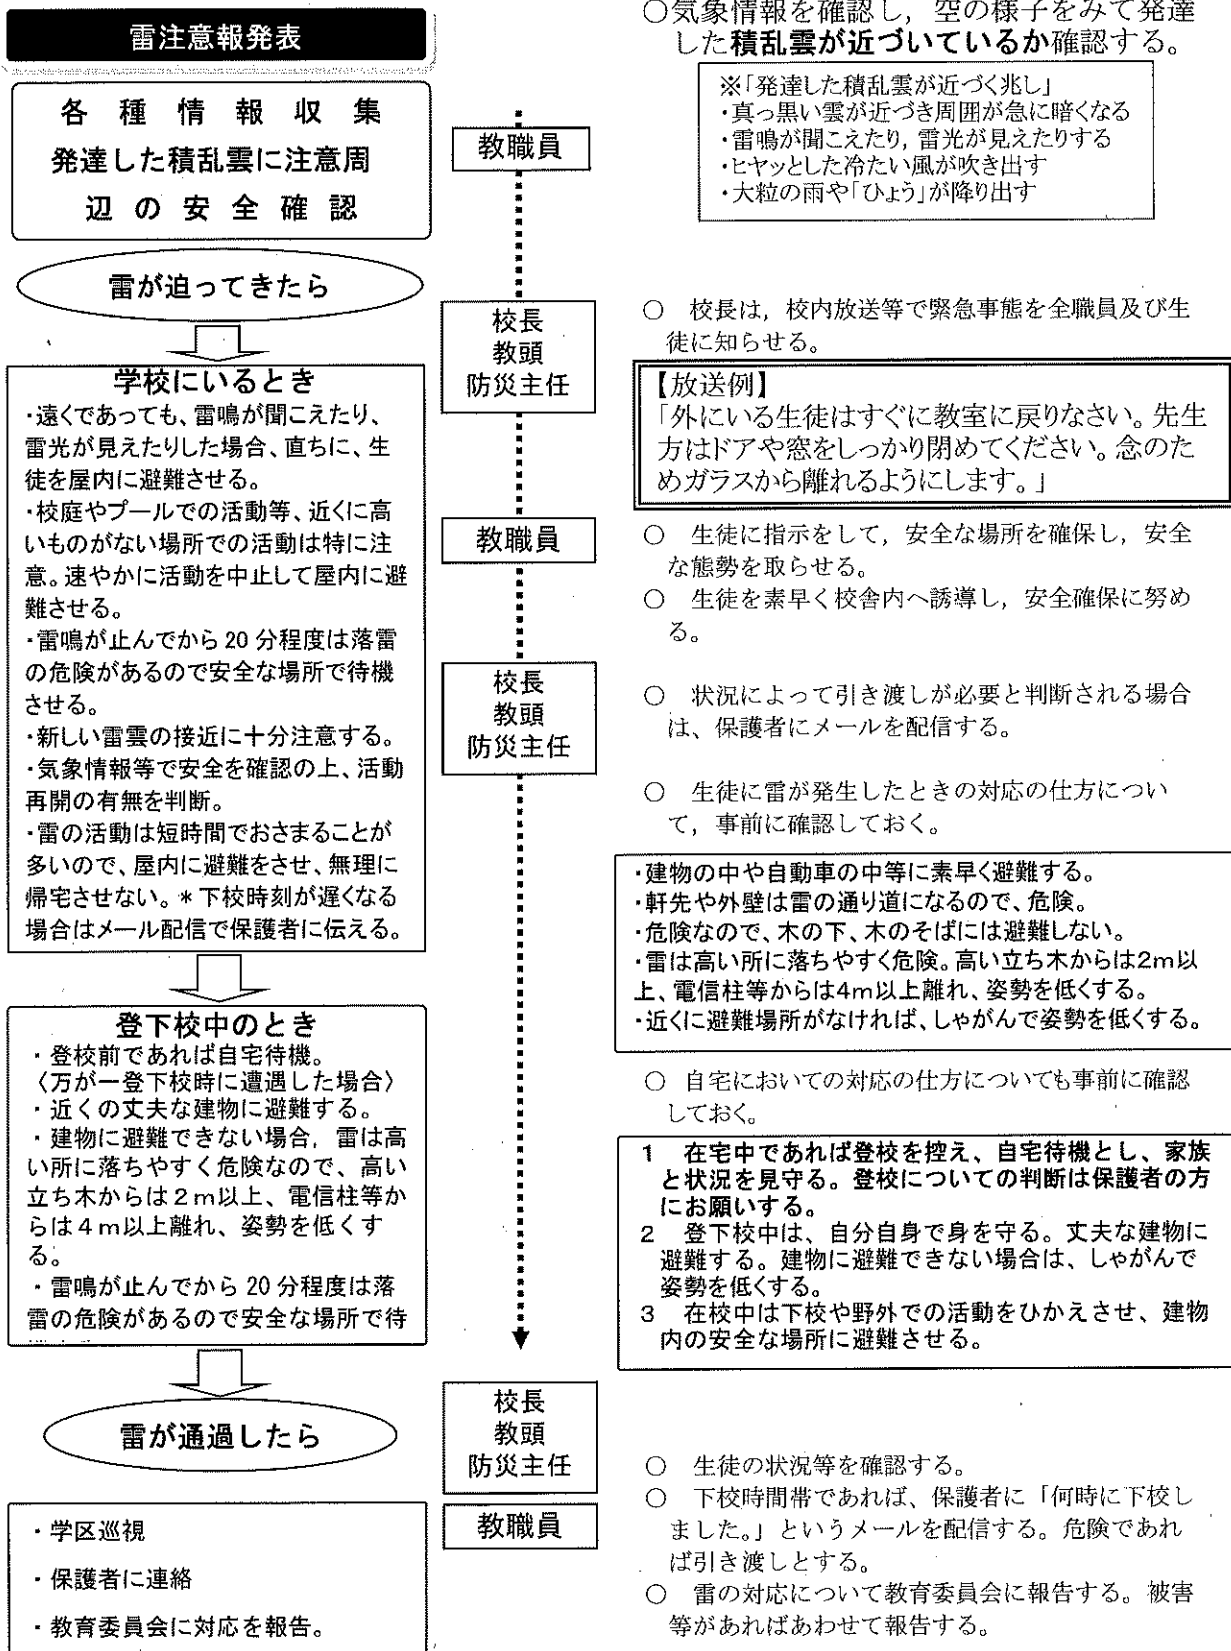 雷注意報発表
各種情報収集
発達した積乱雲に注意周
辺の安全確認
雷が迫ってきたら
学校にいるとき
・遠くであっても、雷鳴が聞こえたり、
雷光が見えたりした場合、直ちに、生
徒を屋内に避難させる。
・校庭やプールでの活動等、近くに高
いものがない場所での活動は特に注
意。速やかに活動を中止して屋内に避
難させる。
・雷鳴が止んでから 20 分程度は落雷
の危険があるので安全な場所で待機
させる。
・新しい雷雲の接近に十分注意する。
・気象情報等で安全を確認の上、活動
再開の有無を判断。
・雷の活動は短時間でおさまることが
多いので、屋内に避難をさせ、無理に
帰宅させない。＊下校時刻が遅くなる
場合はメール配信で保護者に伝える。
登下校中のとき
・登校前であれば自宅待機。
〈万が一登下校時に遭遇した場合〉
・近くの丈夫な建物に避難する。
・建物に避難できない場合，雷は高
い所に落ちやすく危険なので、高い
立ち木からは２ｍ以上、電信柱等か
らは４ｍ以上離れ、姿勢を低くす
る。
・雷鳴が止んでから 20 分程度は落
雷の危険があるので安全な場所で待
雷が通過したら
・学区巡視
・保護者に連絡
・教育委員会に対応を報告。
教職員
校長
教頭
防災主任
教職員
校長
教頭
防災主任
校長
教頭
防災主任
教職員
○気象情報を確認し，空の様子をみて発達
した積乱雲が近づいているか確認する。
※「発達した積乱雲が近づく兆し」
・真っ黒い雲が近づき周囲が急に暗くなる
・雷鳴が聞こえたり，雷光が見えたりする
・ヒヤッとした冷たい風が吹き出す
・大粒の雨や「ひょう」が降り出す
○　校長は，校内放送等で緊急事態を全職員及び生
徒に知らせる。
【放送例】
「外にいる生徒はすぐに教室に戻りなさい。先生
方はドアや窓をしっかり閉めてください。念のた
めガラスから離れるようにします。」
○　生徒に指示をして，安全な場所を確保し，安全
な態勢を取らせる。
○　生徒を素早く校舎内へ誘導し，安全確保に努め
る。
○　状況によって引き渡しが必要と判断される場合
は、保護者にメールを配信する。
○　生徒に雷が発生したときの対応の仕方につい
て，事前に確認しておく。
・建物の中や自動車の中等に素早く避難する。
・軒先や外壁は雷の通り道になるので、危険。
・危険なので、木の下、木のそばには避難しない。
・雷は高い所に落ちやすく危険。高い立ち木からは2ｍ以
上、電信柱等からは4ｍ以上離れ、姿勢を低くする。
・近くに避難場所がなければ、しゃがんで姿勢を低くする。
○　自宅においての対応の仕方についても事前に確認
しておく。
１　在宅中であれば登校を控え、自宅待機とし、家族
と状況を見守る。登校についての判断は保護者の方
にお願いする。
２　登下校中は、自分自身で身を守る。丈夫な建物に
避難する。建物に避難できない場合は、しゃがんで
姿勢を低くする。
３　在校中は下校や野外での活動をひかえさせ、建物
内の安全な場所に避難させる。
○　生徒の状況等を確認する。
○　下校時間帯であれば、保護者に「何時に下校し
ました。」というメールを配信する。危険であれ
ば引き渡しとする。
○　雷の対応について教育委員会に報告する。被害
等があればあわせて報告する。